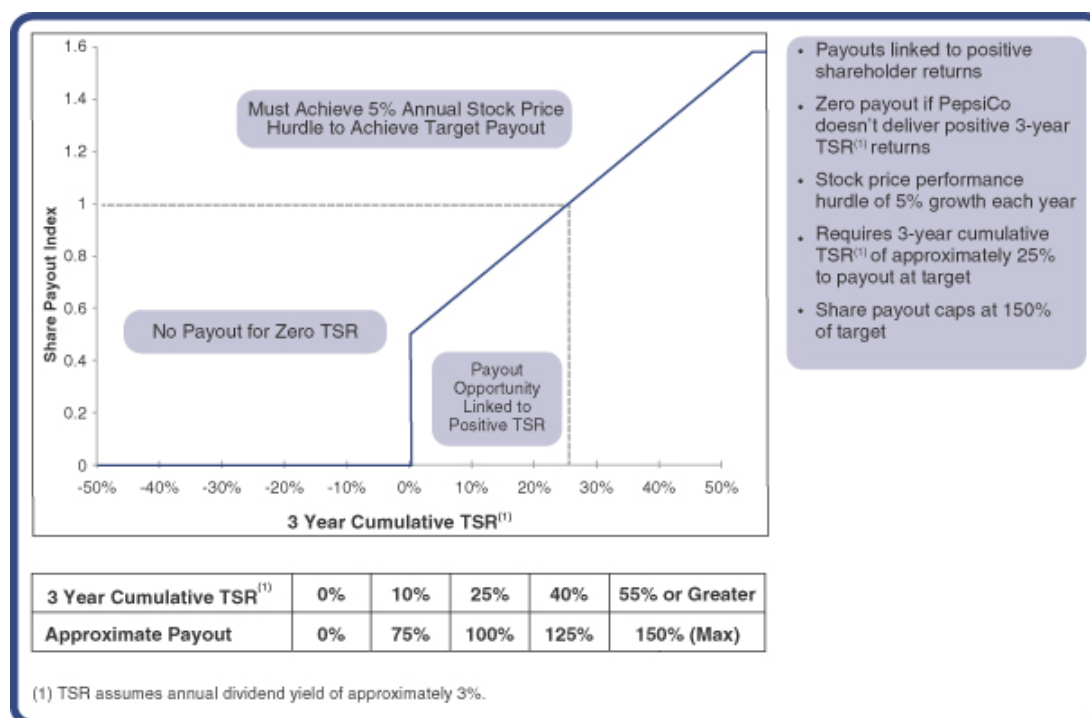 1.6
1.4
1.2
1
0.8
0.6
0.4
0.2
0
Share Payout Index
Must Achieve 5% Annual Stock Price
Hurdle to Achieve Target Payout
No Payout for Zero TSR
Payout
Opportunity
Linked to
Positive TSR
-50% -40% -30% -20% -10% 0% 10% 20% 30% 40% 50%
3 Year Cumulative TSR(1)
• Payouts linked to positive
shareholder returns
• Zero payout if PepsiCo
doesn't deliver positive 3-year
TSR(1) returns
• Stock price performance
hurdle of 5% growth each year
• Requires 3-year cumulative
TSR(1) of approximately 25%
to payout at target
• Share payout caps at 150%
of target
3 Year Cumulative TSR(1) 0% 10% 25% 40% 55% or Greater
Approximate Payout 0% 75% 100% 125% 150% (Max)
(1) TSR assumes annual dividend yield of approximately 3%.